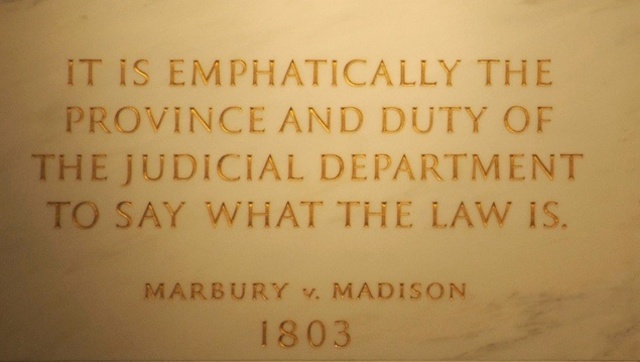 IT IS EMPHATICALLY THE
PROVINCE AND DUTY OF
THE JUDICIAL DEPARTMENT
TO SAY WHAT THE LAW IS.
MARBURY v. MADISON
1803